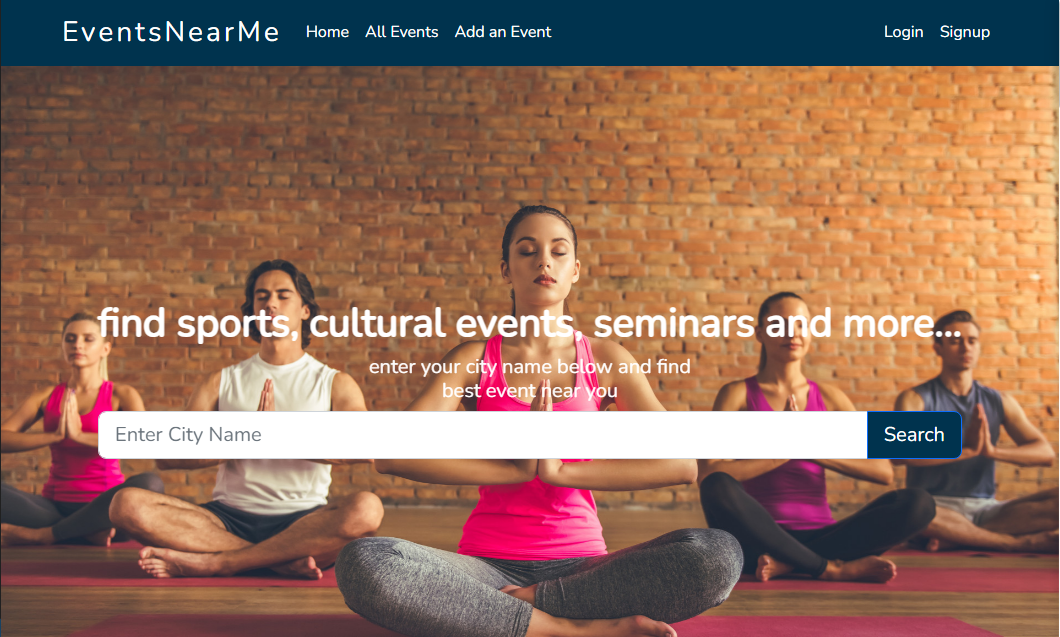 EventsNearMe Home All Events Add an Event Login Signup
find sports, cultural events, seminars and more...
enter your city name below and find
best event near you
Enter City Name Search